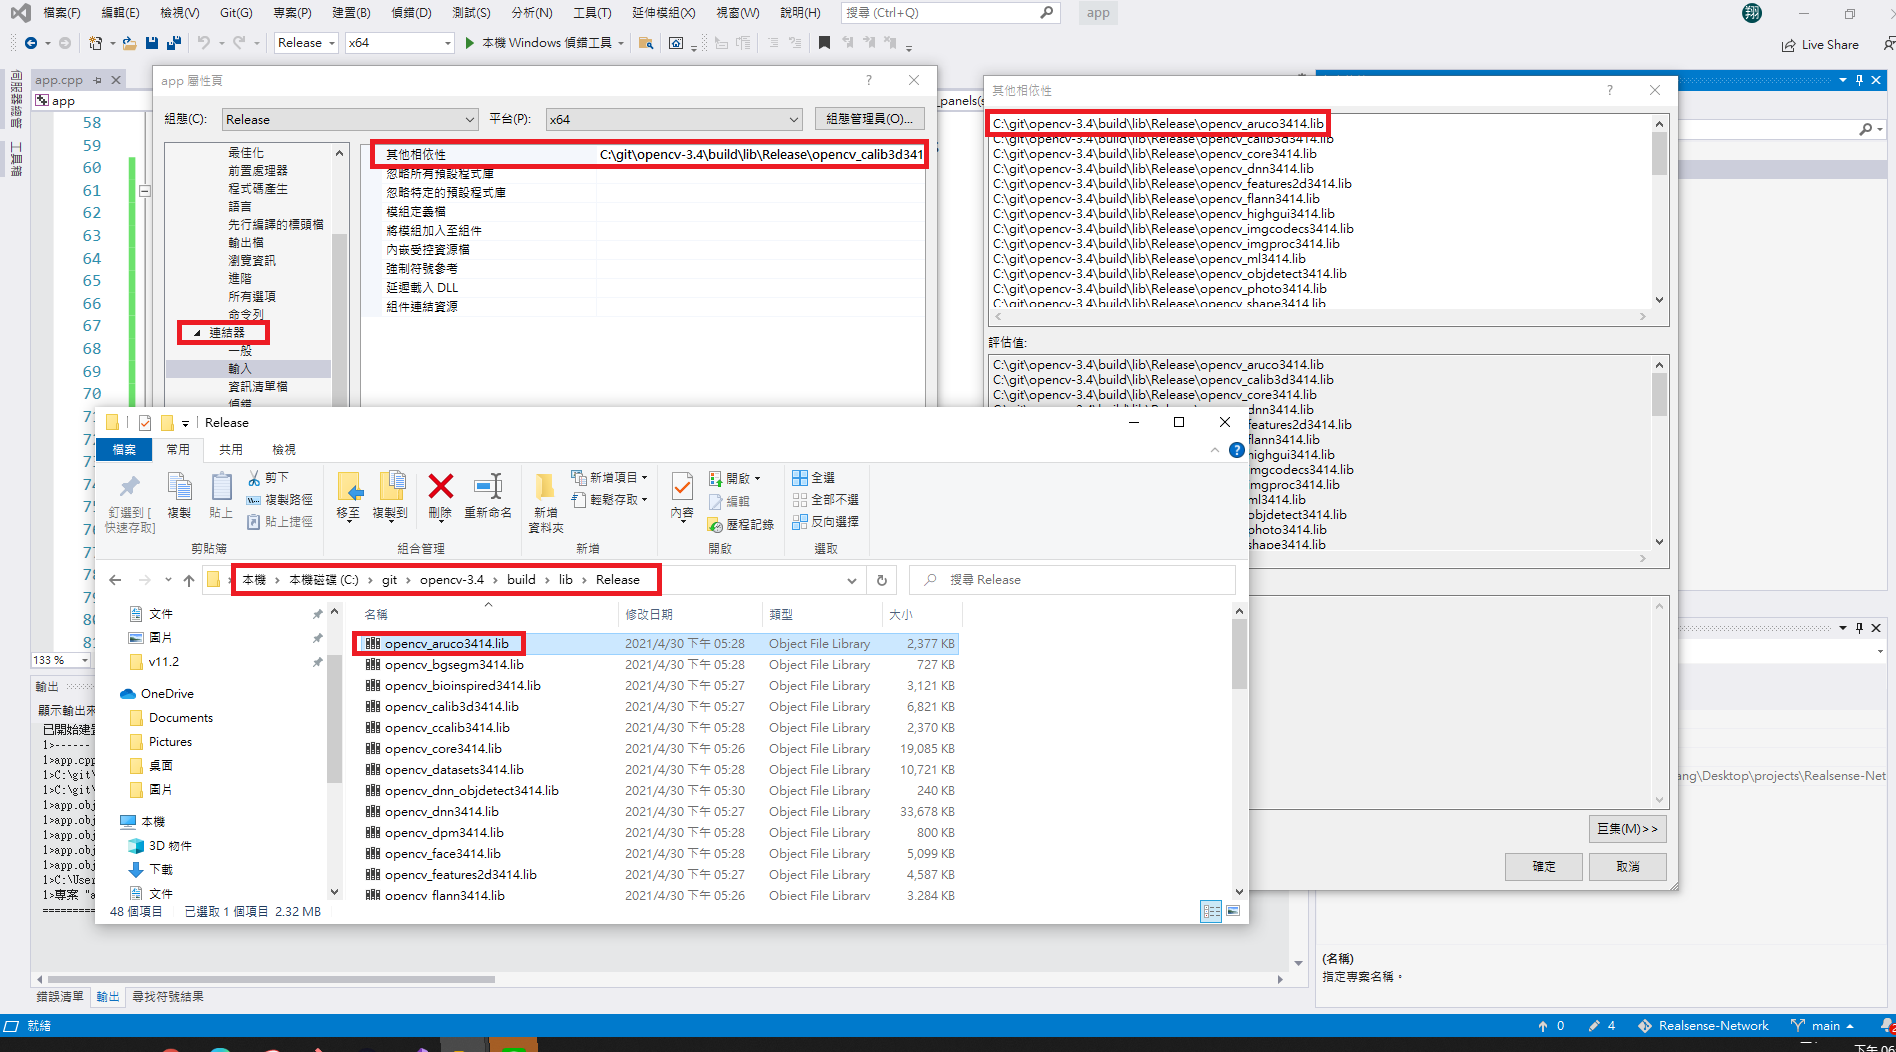 檔案(F) 編輯(E) 檢視(V) Git(G) 專案(P) 建置(B) 偵錯(D) 測試(S) 分析(N) 工具(T) 延伸模組(X) 視窗(W) 說明(H) 搜尋 (Ctrl+Q) app 翔
Release x64 本機 Windows 偵錯工具 Live Share
伺服器總管
工具箱
app.cpp
app
_panels(s
58
59
60
61
62
63
64
65
66
67
68
69
70
133 %
app 屬性頁
組態(C): Release 平台(P): x64 組態管理員(O)...
最佳化
前置處理器
程式碼產生
語言
先行編譯的標頭檔
輸出檔
瀏覽資訊
進階
所有選項
命令列
連結器
一般
輸入
資訊清單檔
偵錯
其他相依性 C:\git\opencv-3.4\build\lib\Release\opencv_calib3d341
忽略所有預設程式庫
忽略特定的預設程式庫
模組定義檔
將模組加入至組件
內嵌受控資源檔
強制符號參考
延遲載入 DLL
組件連結資源
其他相依性
C:\git\opencv-3.4\build\lib\Release\opencv_aruco3414.lib
C:\git\opencv-3.4\build\lib\Release\opencv_calib3d3414.lib
C:\git\opencv-3.4\build\lib\Release\opencv_core3414.lib
C:\git\opencv-3.4\build\lib\Release\opencv_dnn3414.lib
C:\git\opencv-3.4\build\lib\Release\opencv_features2d3414.lib
C:\git\opencv-3.4\build\lib\Release\opencv_flann3414.lib
C:\git\opencv-3.4\build\lib\Release\opencv_highgui3414.lib
C:\git\opencv-3.4\build\lib\Release\opencv_imgcodecs3414.lib
C:\git\opencv-3.4\build\lib\Release\opencv_imgproc3414.lib
C:\git\opencv-3.4\build\lib\Release\opencv_ml3414.lib
C:\git\opencv-3.4\build\lib\Release\opencv_objdetect3414.lib
C:\git\opencv-3.4\build\lib\Release\opencv_photo3414.lib
C:\git\opencv-3.4\build\lib\Release\opencv_shape3414.lib
評估值:
C:\git\opencv-3.4\build\lib\Release\opencv_aruco3414.lib
C:\git\opencv-3.4\build\lib\Release\opencv_calib3d3414.lib
C:\git\opencv-3.4\build\lib\Release\opencv_core3414.lib
dnn3414.lib
features2d3414.lib
flann3414.lib
highgui3414.lib
imgcodecs3414.lib
imgproc3414.lib
ml3414.lib
objdetect3414.lib
photo3414.lib
shape3414.lib
巨集(M)>>
確定 取消
Release
檔案 常用 共用 檢視
釘選到 [快速存取]
複製
貼上
剪下
複製路徑
貼上捷徑
剪貼簿
移至
複製到
刪除
重新命名
組合管理
新增資料夾
新增項目
輕鬆存取
新增
內容
開啟
編輯
歷程記錄
開啟
全選
全部不選
反向選擇
選取
本機 › 本機磁碟 (C:) › git › opencv-3.4 › build › lib › Release
搜尋 Release
文件
圖片
v11.2
OneDrive
Documents
Pictures
桌面
圖片
本機
3D 物件
下載
文件
名稱 修改日期 類型 大小
opencv_aruco3414.lib 2021/4/30 下午 05:28 Object File Library 2,377 KB
opencv_bgsegm3414.lib 2021/4/30 下午 05:28 Object File Library 727 KB
opencv_bioinspired3414.lib 2021/4/30 下午 05:27 Object File Library 3,121 KB
opencv_calib3d3414.lib 2021/4/30 下午 05:27 Object File Library 6,821 KB
opencv_ccalib3414.lib 2021/4/30 下午 05:28 Object File Library 2,370 KB
opencv_core3414.lib 2021/4/30 下午 05:26 Object File Library 19,085 KB
opencv_datasets3414.lib 2021/4/30 下午 05:28 Object File Library 10,721 KB
opencv_dnn_objdetect3414.lib 2021/4/30 下午 05:30 Object File Library 240 KB
opencv_dnn3414.lib 2021/4/30 下午 05:27 Object File Library 33,678 KB
opencv_dpm3414.lib 2021/4/30 下午 05:28 Object File Library 800 KB
opencv_face3414.lib 2021/4/30 下午 05:28 Object File Library 5,099 KB
opencv_features2d3414.lib 2021/4/30 下午 05:27 Object File Library 4,587 KB
opencv_flann3414.lib 2021/4/30 下午 05:26 Object File Library 3,284 KB
48 個項目 已選取 1 個項目 2.32 MB
輸出
顯示輸出來
已開始建置
1>------
1>app.cpp
1>C:\git\
1>C:\git\
1>app.obj
1>app.obj
1>app.obj
1>app.obj
1>app.obj
1>C:\User
1>專案 "a
==========
ang\Desktop\projects\Realsense-Net
(名稱)
指定專案名稱。
錯誤清單 輸出 尋找符號結果
就緒 0 4 Realsense-Network main 2
下午 06